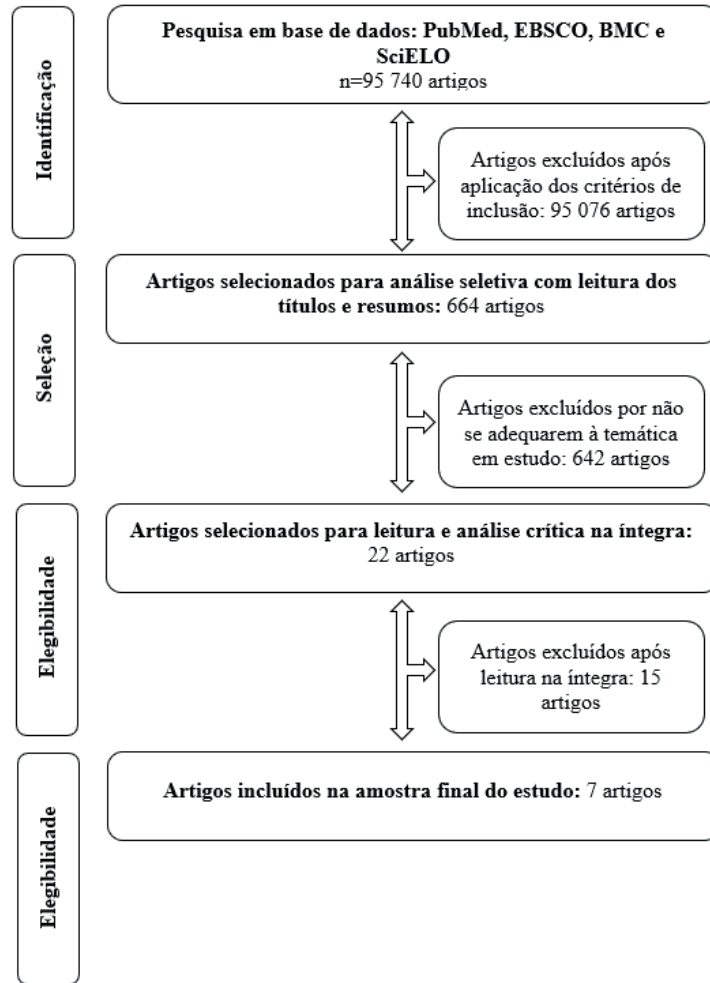 Identificação
Pesquisa em base de dados: PubMed, EBSCO, BMC e
SciELO
n=95 740 artigos
Artigos excluídos após
aplicação dos critérios de
inclusão: 95 076 artigos
Seleção
Artigos selecionados para análise seletiva com leitura dos
títulos e resumos: 664 artigos
Artigos excluídos por não
se adequarem à temática
em estudo: 642 artigos
Elegibilidade
Artigos selecionados para leitura e análise crítica na íntegra:
22 artigos
Artigos excluídos após
leitura na íntegra: 15
artigos
Elegibilidade
Artigos incluídos na amostra final do estudo: 7 artigos